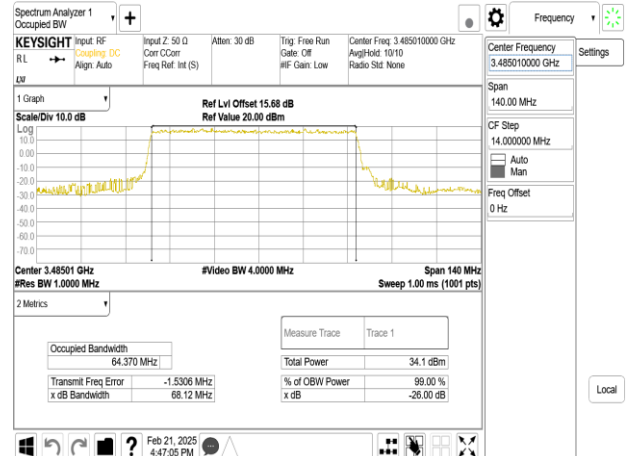 Spectrum Analyzer 1
Occupied BW
Frequency
KEYSIGHT
Input: RF
Input Z: 50 Ω
Atten: 30 dB
Trig: Free Run
Center Freq: 3.485010000 GHz
RL
Coupling: DC
Corr CCorr
Gate: Off
Avg|Hold: 10/10
Align: Auto
Freq Ref: Int (S)
#IF Gain: Low
Radio Std: None
LXI
Center Frequency
3.485010000 GHz
Settings
Span
140.00 MHz
CF Step
14.000000 MHz
Auto
Man
Freq Offset
0 Hz
1 Graph
Ref Lvl Offset 15.68 dB
Scale/Div 10.0 dB
Ref Value 20.00 dBm
Log
10.0
0.00
-10.0
-20.0
-30.0
-40.0
-50.0
-60.0
-70.0
Center 3.48501 GHz
#Video BW 4.0000 MHz
Span 140 MHz
#Res BW 1.0000 MHz
Sweep 1.00 ms (1001 pts)
2 Metrics
Measure Trace
Trace 1
Occupied Bandwidth
64.370 MHz
Total Power
34.1 dBm
Transmit Freq Error
-1.5306 MHz
% of OBW Power
99.00 %
x dB Bandwidth
68.12 MHz
x dB
-26.00 dB
Local
Feb 21, 2025
4:47:05 PM